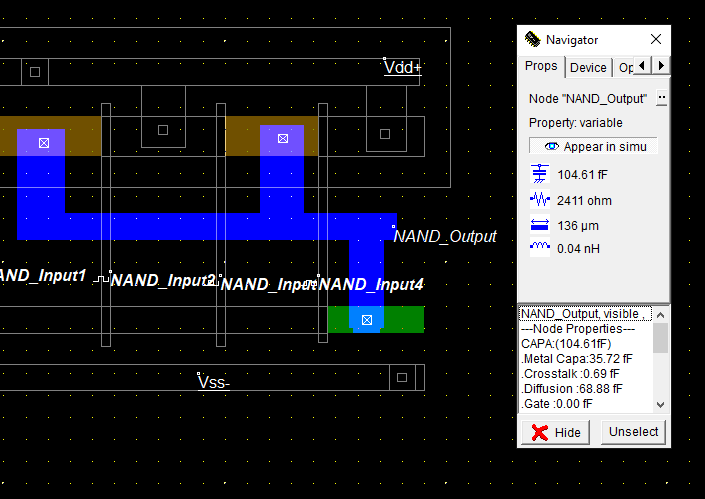 Vdd+
NAND_Output
AND_Input1
NAND_Input2
NAND_Input
NAND_Input4
Vss-
Navigator
Props
Device
Op
Node "NAND_Output"
..
Property: variable
Appear in simu
104.61 fF
2411 ohm
136 µm
0.04 nH
NAND_Output, visible ,
---Node Properties---
CAPA:(104.61fF)
.Metal Capa:35.72 fF
.Crosstalk :0.69 fF
.Diffusion :68.88 fF
.Gate :0.00 fF
Hide
Unselect